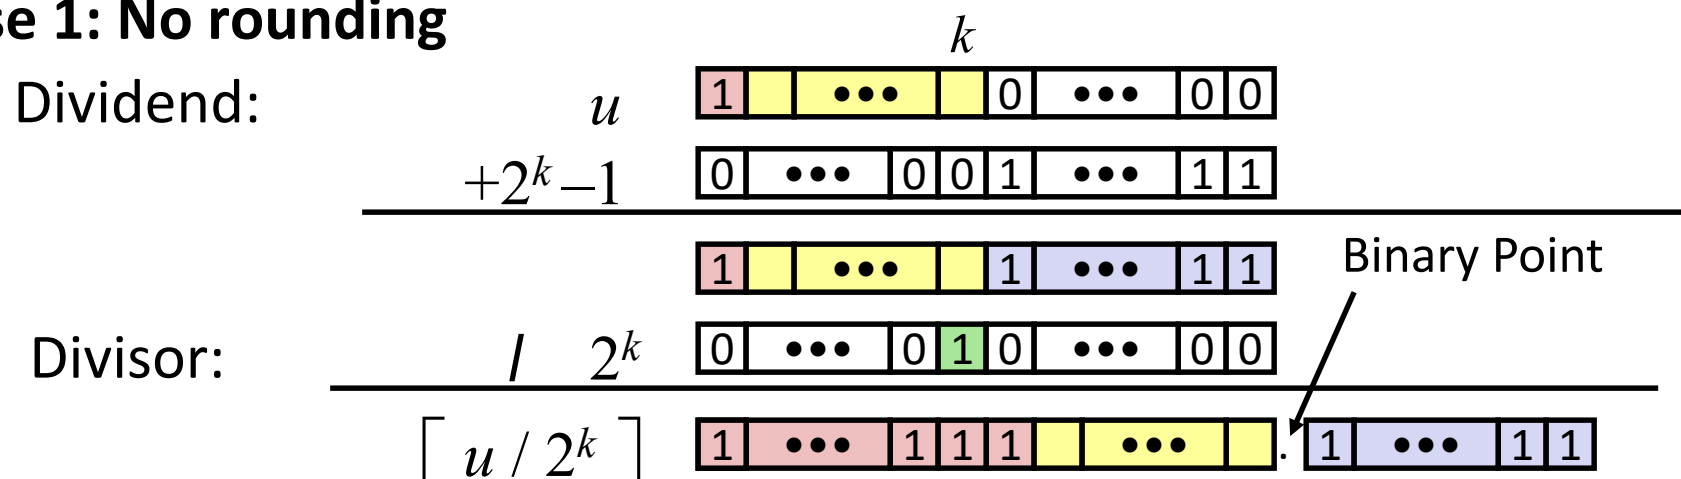 se 1: No rounding
k
Dividend: u 1 ••• 0 ••• 0 0
+2^k –1 0 ••• 0 0 1 ••• 1 1
1 ••• 1 ••• 1 1 Binary Point
Divisor: / 2^k 0 ••• 0 1 0 ••• 0 0
⌈ u / 2^k ⌉ 1 ••• 1 1 1 ••• . 1 ••• 1 1